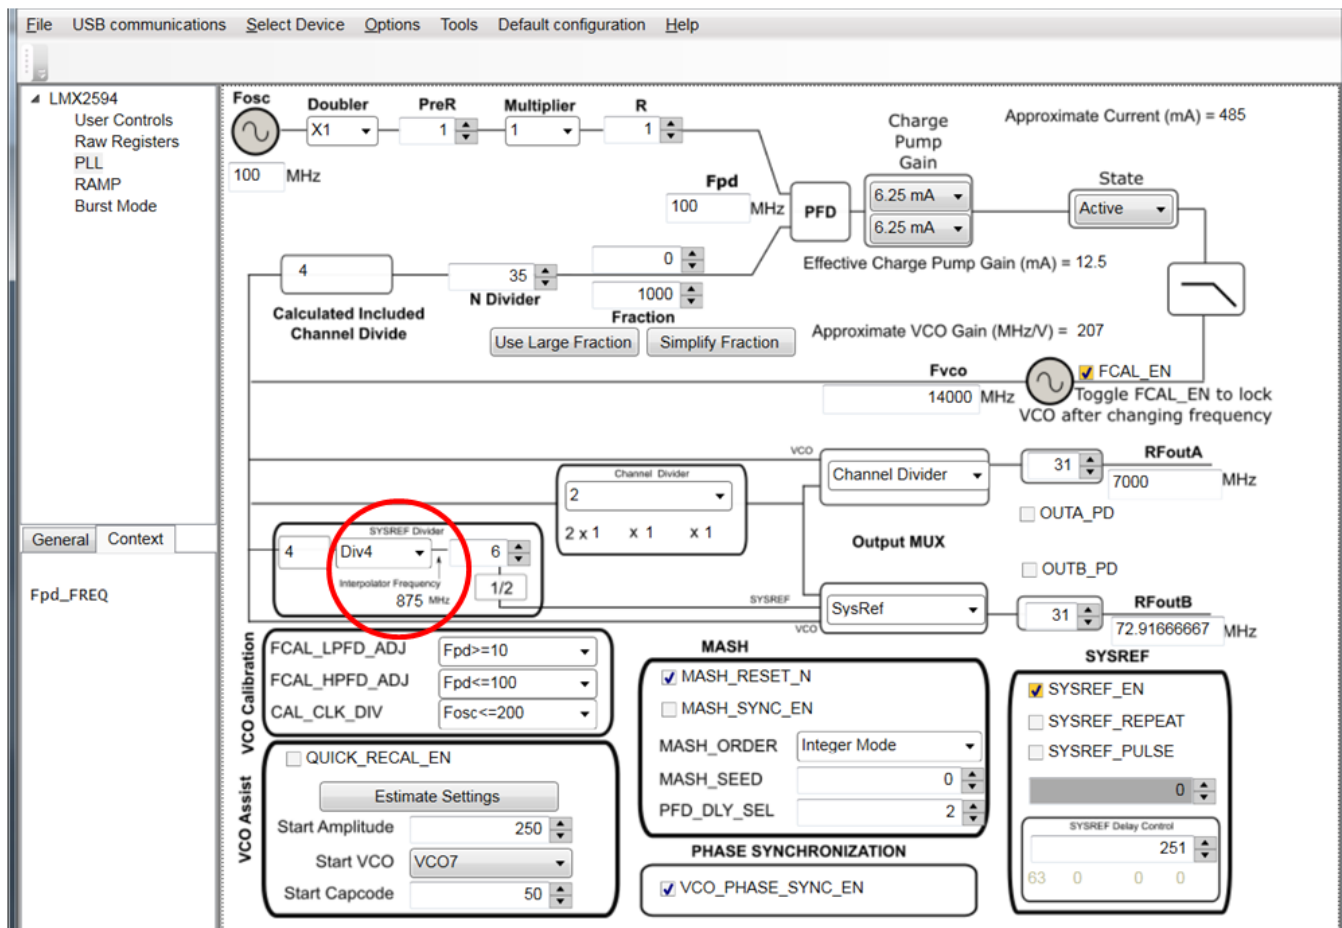 File USB communications Select Device Options Tools Default configuration Help
LMX2594
User Controls
Raw Registers
PLL
RAMP
Burst Mode
General Context
Fpd_FREQ
Fosc Doubler PreR Multiplier R
X1 1 1 1
100 MHz
Approximate Current (mA) = 485
Charge
Pump
Gain
Fpd
100 MHz
PFD
6.25 mA
6.25 mA
State
Active
Effective Charge Pump Gain (mA) = 12.5
4
Calculated Included
Channel Divide
35
N Divider
0
1000
Fraction
Use Large Fraction Simplify Fraction
Approximate VCO Gain (MHz/V) = 207
Fvco
14000 MHz
FCAL_EN
Toggle FCAL_EN to lock
VCO after changing frequency
VCO
Channel Divider
2
2 x 1 x 1 x 1
Channel Divider
31
RFoutA
7000 MHz
OUTA_PD
Output MUX
SYSREF Divider
4 Div4 6
Interpolator Frequency
875 MHz
1/2
SYSREF
VCO
SysRef
OUTB_PD
31
RFoutB
72.91666667 MHz
VCO Calibration
FCAL_LPFD_ADJ Fpd>=10
FCAL_HPFD_ADJ Fpd<=100
CAL_CLK_DIV Fosc<=200
VCO Assist
QUICK_RECAL_EN
Estimate Settings
Start Amplitude 250
Start VCO VCO7
Start Capcode 50
MASH
MASH_RESET_N
MASH_SYNC_EN
MASH_ORDER Integer Mode
MASH_SEED 0
PFD_DLY_SEL 2
PHASE SYNCHRONIZATION
VCO_PHASE_SYNC_EN
SYSREF
SYSREF_EN
SYSREF_REPEAT
SYSREF_PULSE
0
SYSREF Delay Control
251
63 0 0 0